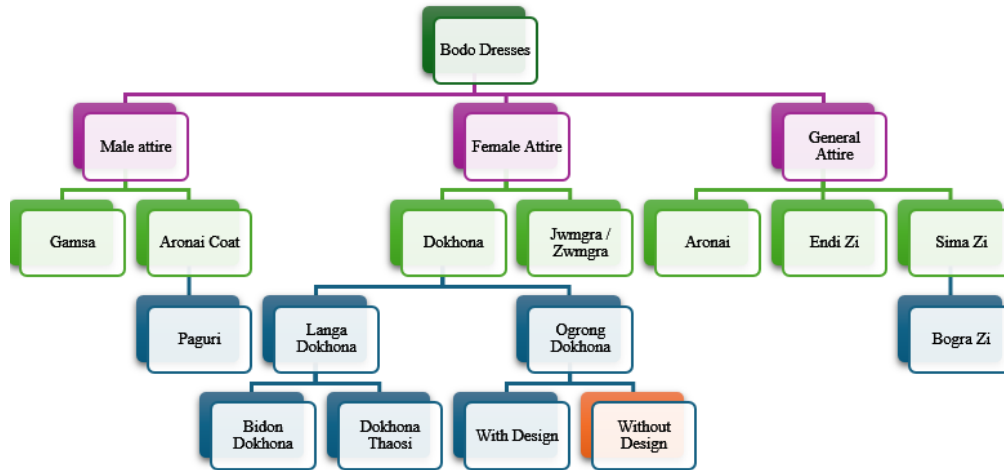 Bodo Dresses
Male attire
Female Attire
General
Attire
Gamsa
Aronai Coat
Dokhona
Jwmgra /
Zwmgra
Aronai
Endi Zi
Sima Zi
Paguri
Langa
Dokhona
Ogrong
Dokhona
Bogra Zi
Bidon
Dokhona
Dokhona
Thaosi
With Design
Without
Design